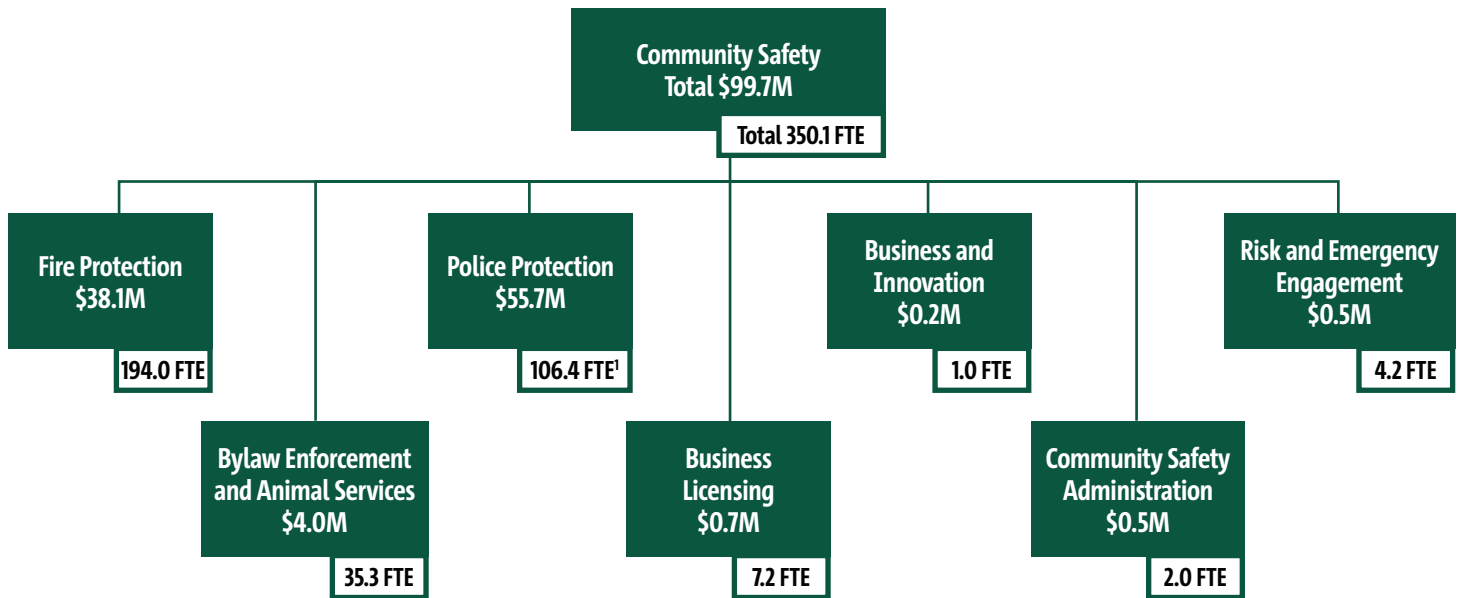 Community Safety
Total $99.7M
Total 350.1 FTE
Fire Protection
$38.1M
194.0 FTE
Police Protection
$55.7M
106.4 FTE¹
Business and
Innovation
$0.2M
1.0 FTE
Risk and Emergency
Engagement
$0.5M
4.2 FTE
Bylaw Enforcement
and Animal Services
$4.0M
35.3 FTE
Business
Licensing
$0.7M
7.2 FTE
Community Safety
Administration
$0.5M
2.0 FTE